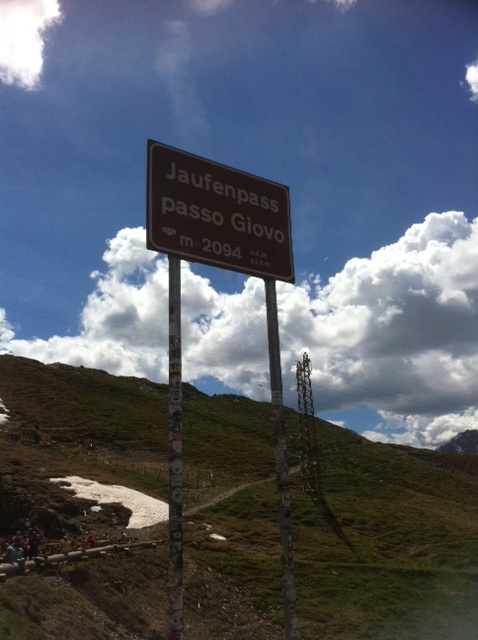 Jaufenpass
passo Giovo
m 2094 ü.d.M.
s.l.d.m.